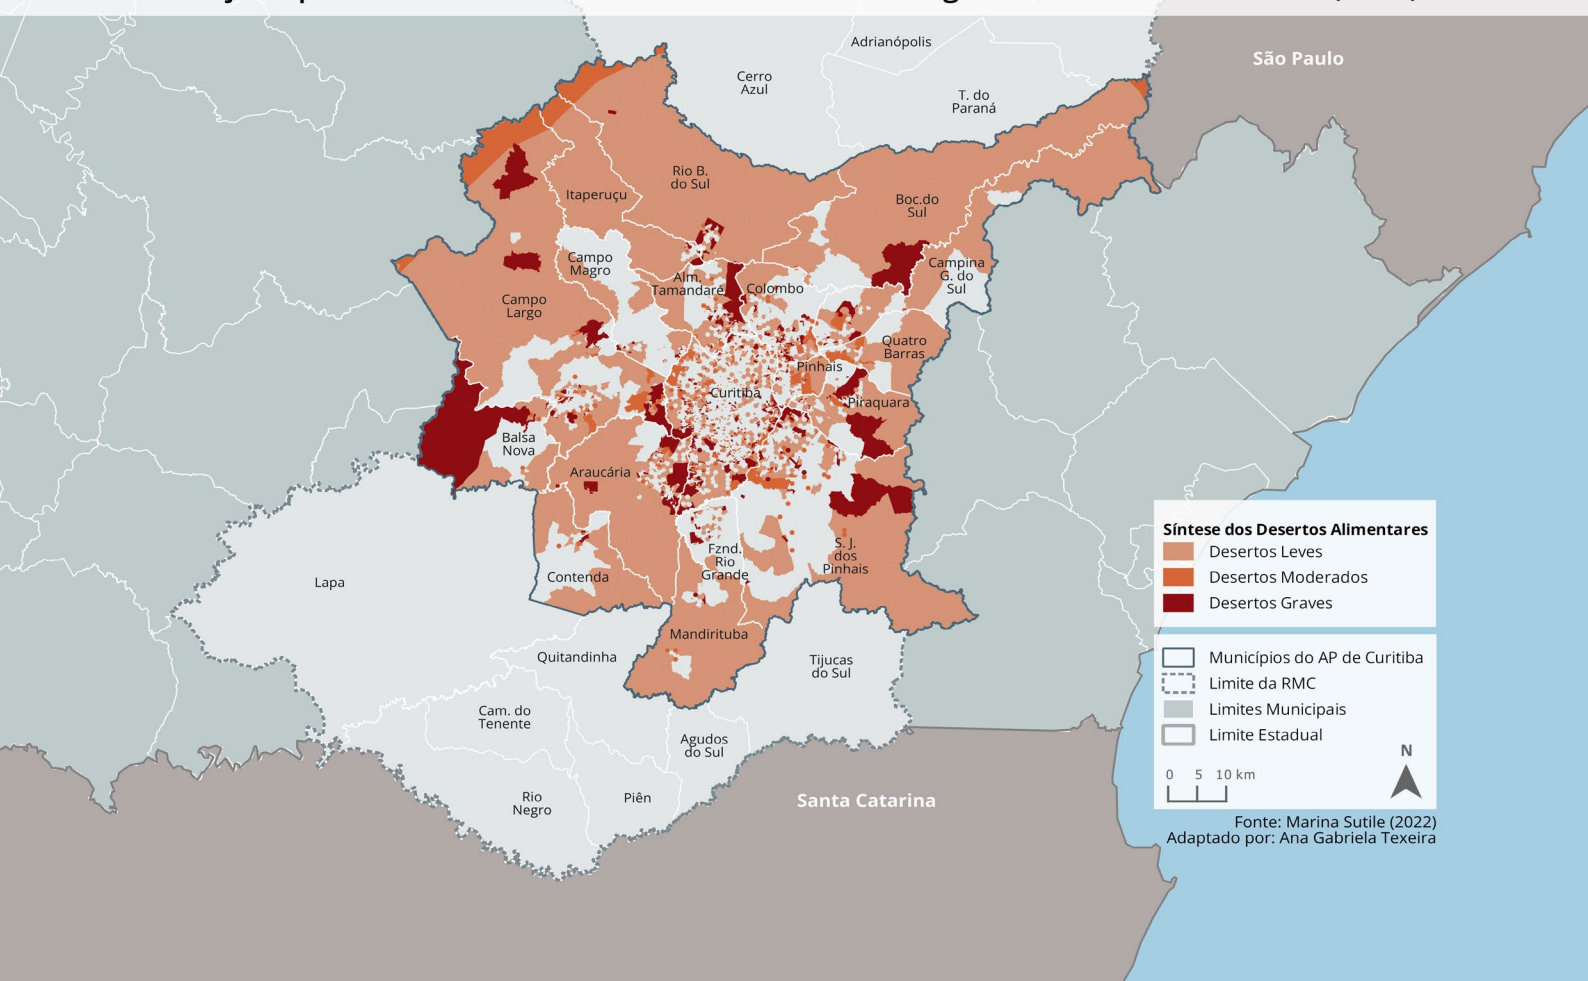 Adrianópolis
São Paulo
Cerro
Azul
T. do
Paraná
Rio B.
do Sul
Itaperuçu
Boc.do
Sul
Campo
Magro
Campina
G. do
Sul
Alm.
Tamandaré
Colombo
Campo
Largo
Quatro
Barras
Pinhais
Curitiba
Piraquara
Balsa
Nova
Araucária
S. J.
dos
Pinhais
Fznd.
Rio
Grande
Contenda
Lapa
Mandirituba
Quitandinha
Tijucas
do Sul
Cam. do
Tenente
Agudos
do Sul
Rio
Negro
Piên
Santa Catarina
Síntese dos Desertos Alimentares
Desertos Leves
Desertos Moderados
Desertos Graves
Municípios do AP de Curitiba
Limite da RMC
Limites Municipais
Limite Estadual
N
0 5 10 km
Fonte: Marina Sutile (2022)
Adaptado por: Ana Gabriela Texeira